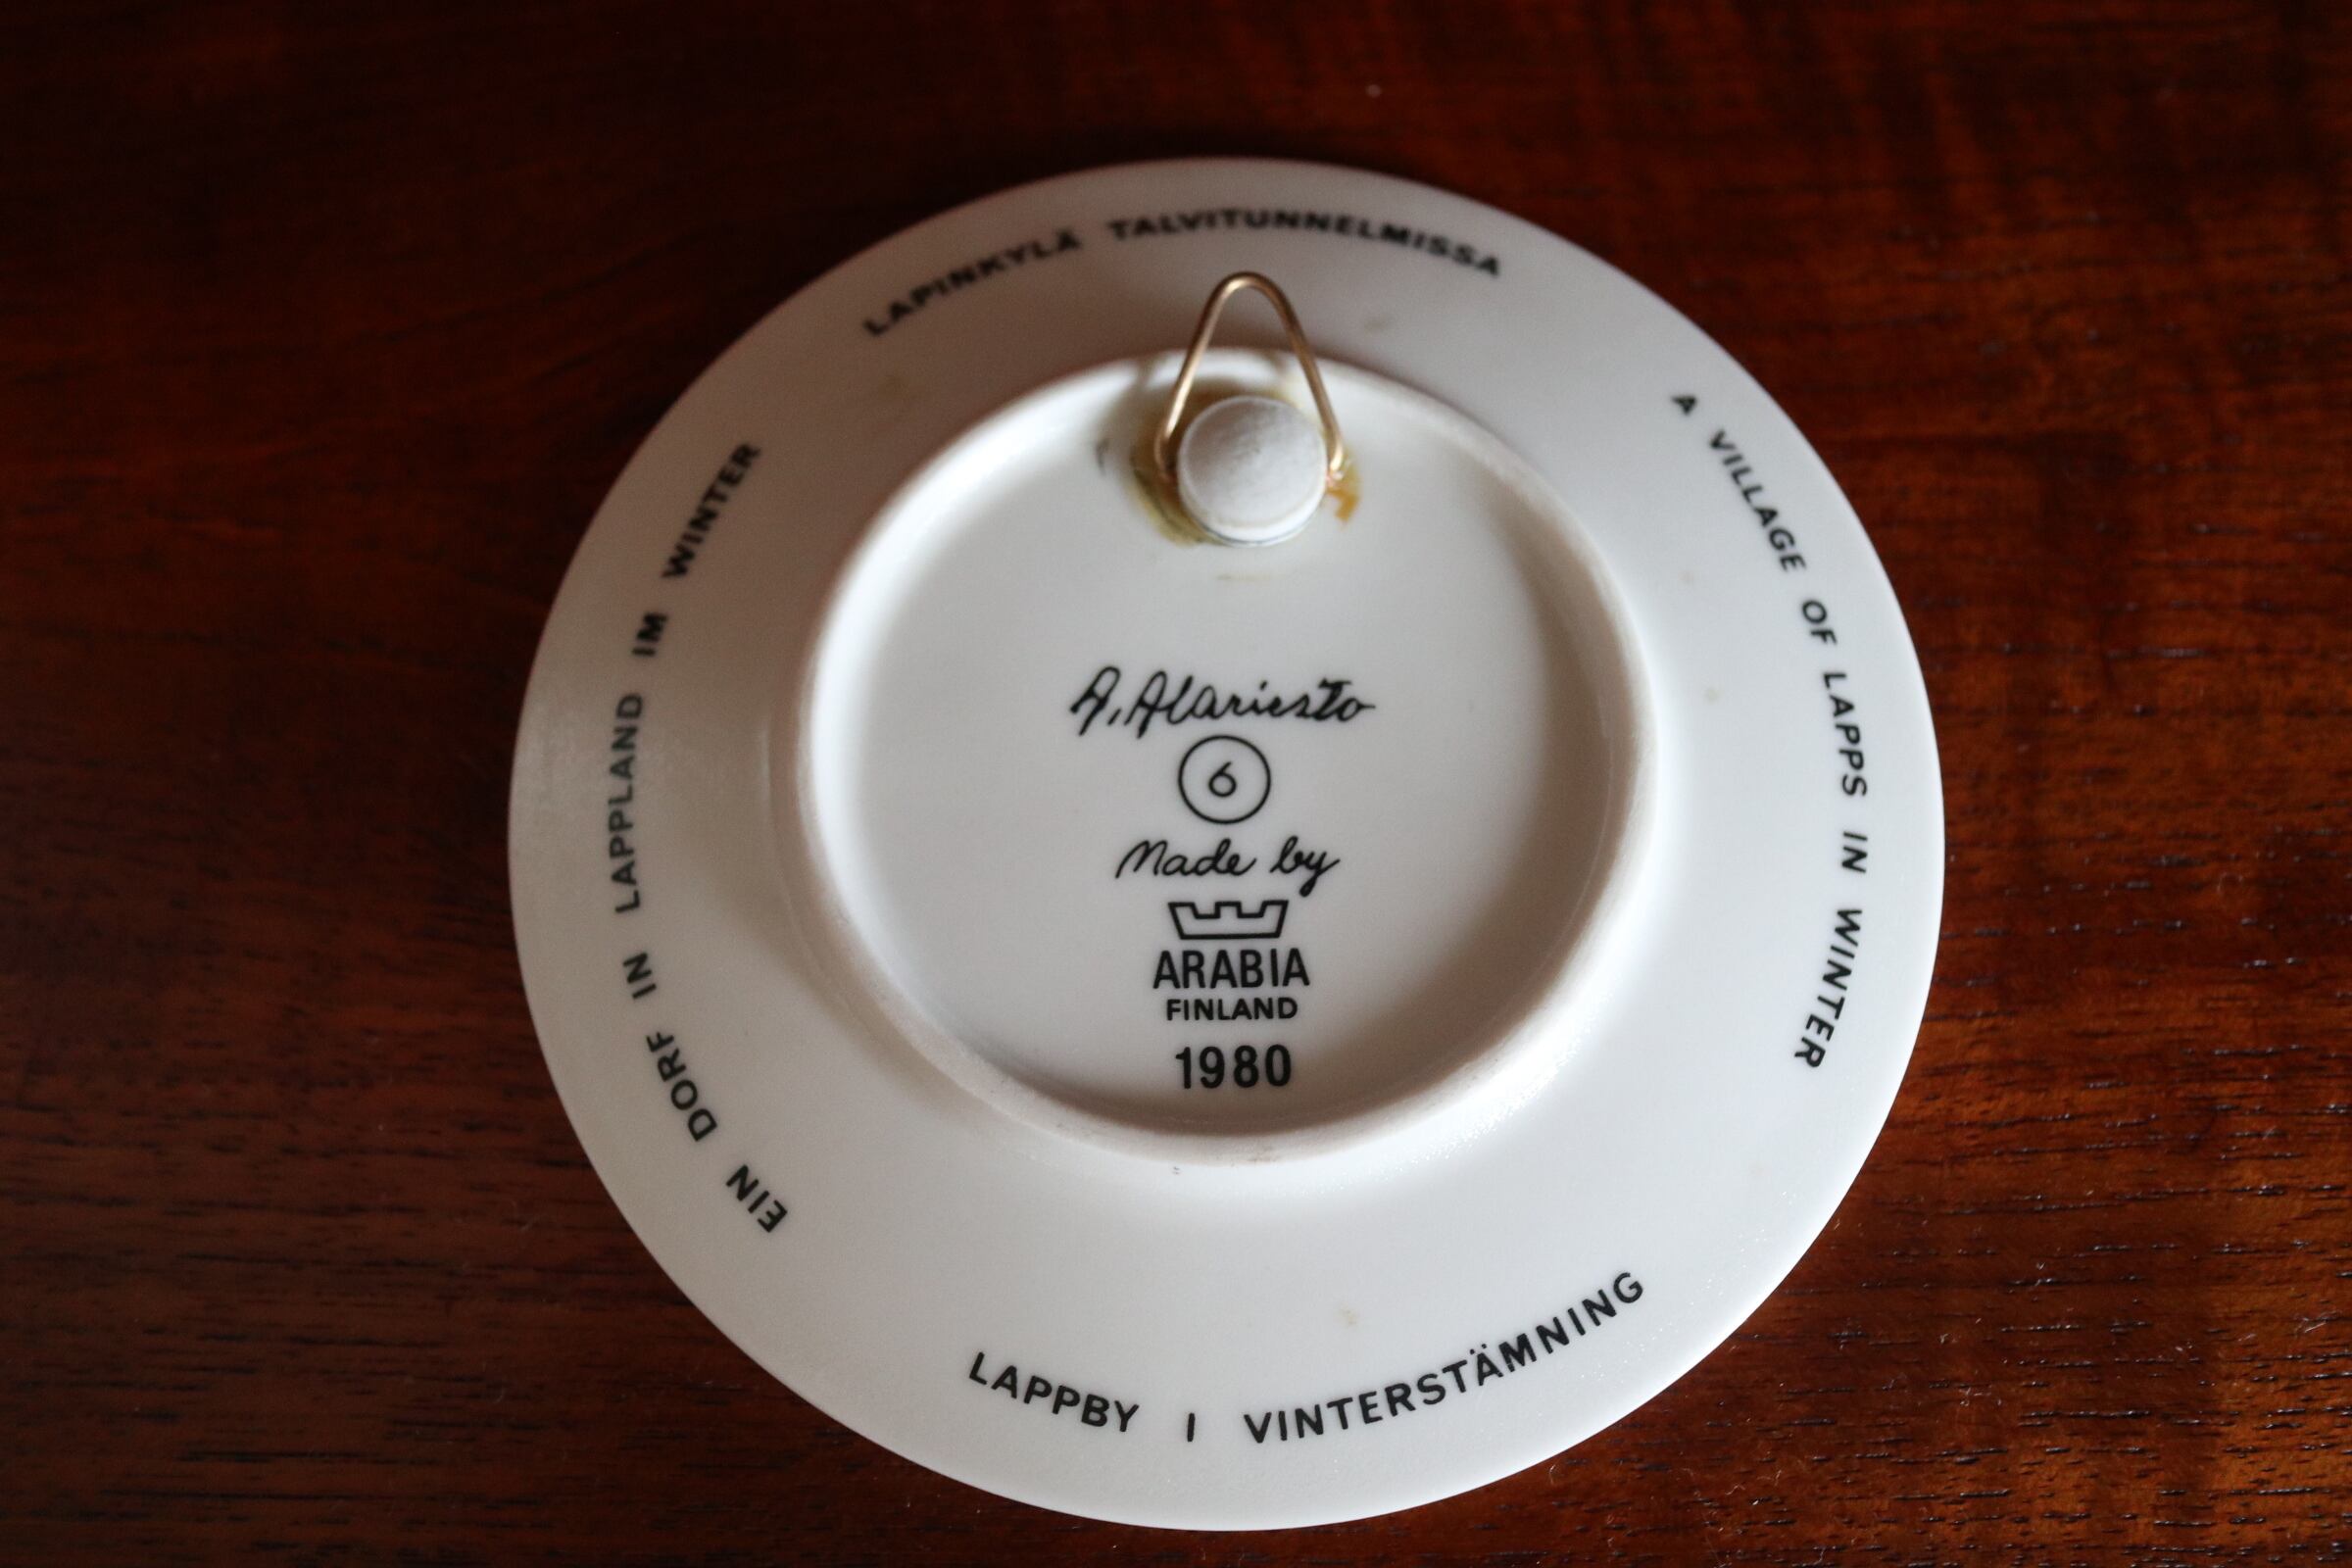 LAPINKYLÄ TALVITUNNELMISSA
A VILLAGE OF LAPPS IN WINTER
LAPPBY I VINTERSTÄMNING
EIN DORF IN LAPPLAND IM WINTER
A. Alariesto
6
Made by
ARABIA
FINLAND
1980